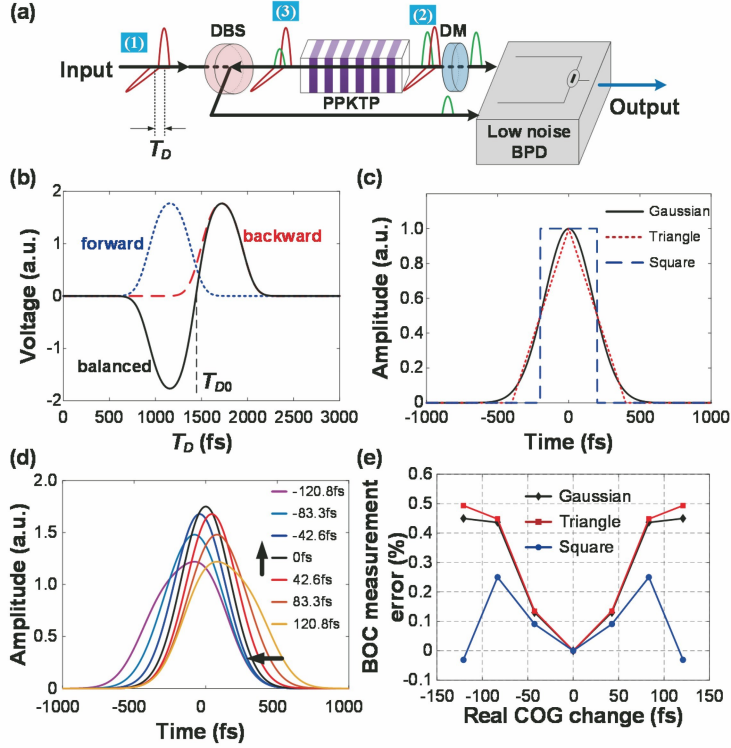 (a)
(1)
DBS
(3)
(2)
DM
Input
PPKTP
T_D
Low noise
BPD
Output
(b)
2
1
0
-1
-2
Voltage (a.u.)
forward
backward
balanced
T_D0
0 500 1000 1500 2000 2500 3000
T_D (fs)
(c)
1.0
0.8
0.6
0.4
0.2
0
Amplitude (a.u.)
Gaussian
Triangle
Square
-1000 -500 0 500 1000
Time (fs)
(d)
2.0
1.5
1.0
0.5
0
Amplitude (a.u.)
-120.8fs
-83.3fs
-42.6fs
0fs
42.6fs
83.3fs
120.8fs
-1000 -500 0 500 1000
Time (fs)
(e)
0.6
0.5
0.4
0.3
0.2
0.1
0
-0.1
BOC measurement
error (%)
Gaussian
Triangle
Square
-150 -100 -50 0 50 100 150
Real COG change (fs)